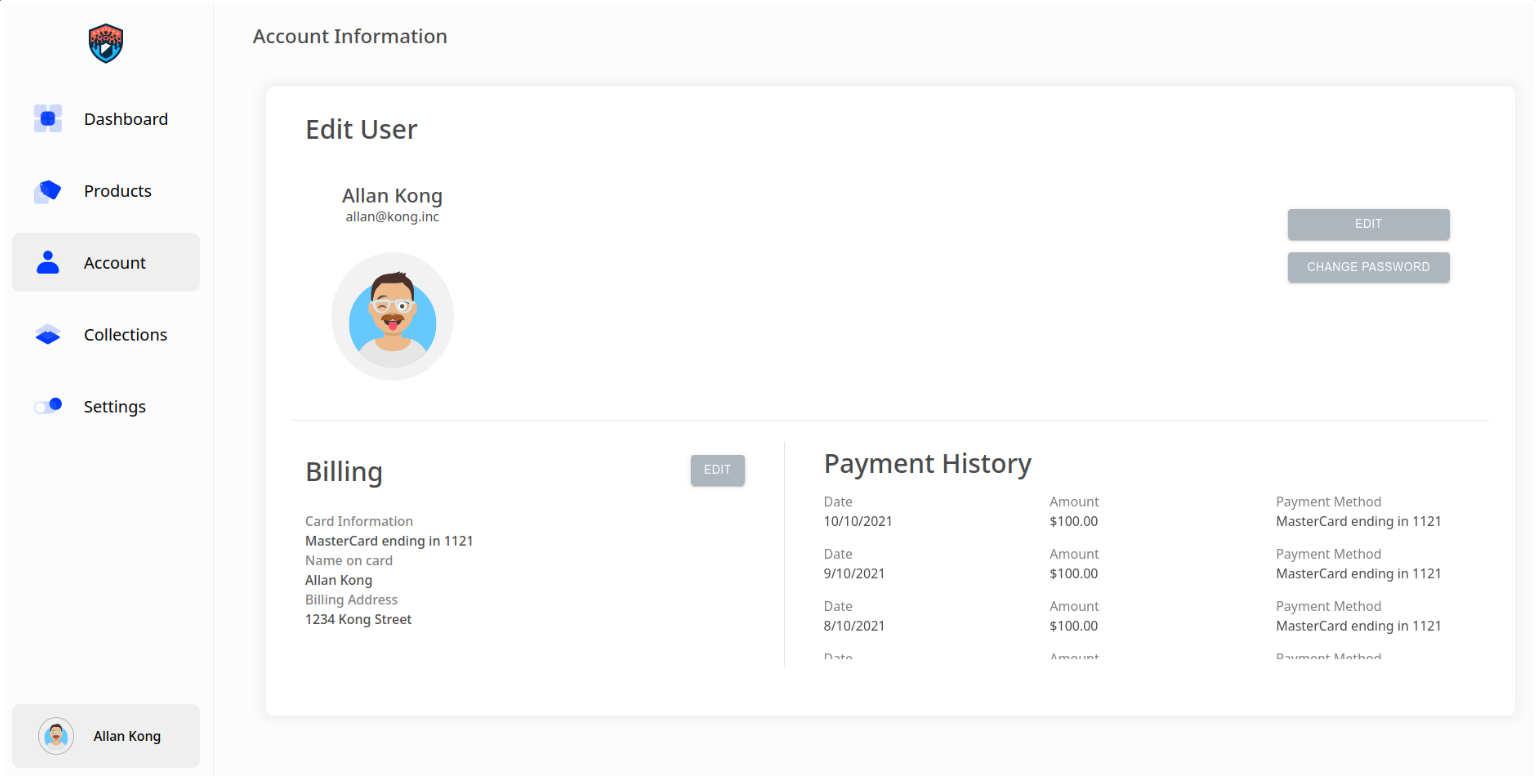 Account Information
Dashboard
Products
Account
Collections
Settings
Allan Kong
Edit User
Allan Kong
allan@kong.inc
EDIT
CHANGE PASSWORD
Billing
EDIT
Card Information
MasterCard ending in 1121
Name on card
Allan Kong
Billing Address
1234 Kong Street
Payment History
Date Amount Payment Method
10/10/2021 $100.00 MasterCard ending in 1121
Date Amount Payment Method
9/10/2021 $100.00 MasterCard ending in 1121
Date Amount Payment Method
8/10/2021 $100.00 MasterCard ending in 1121
Date Amount Payment Method